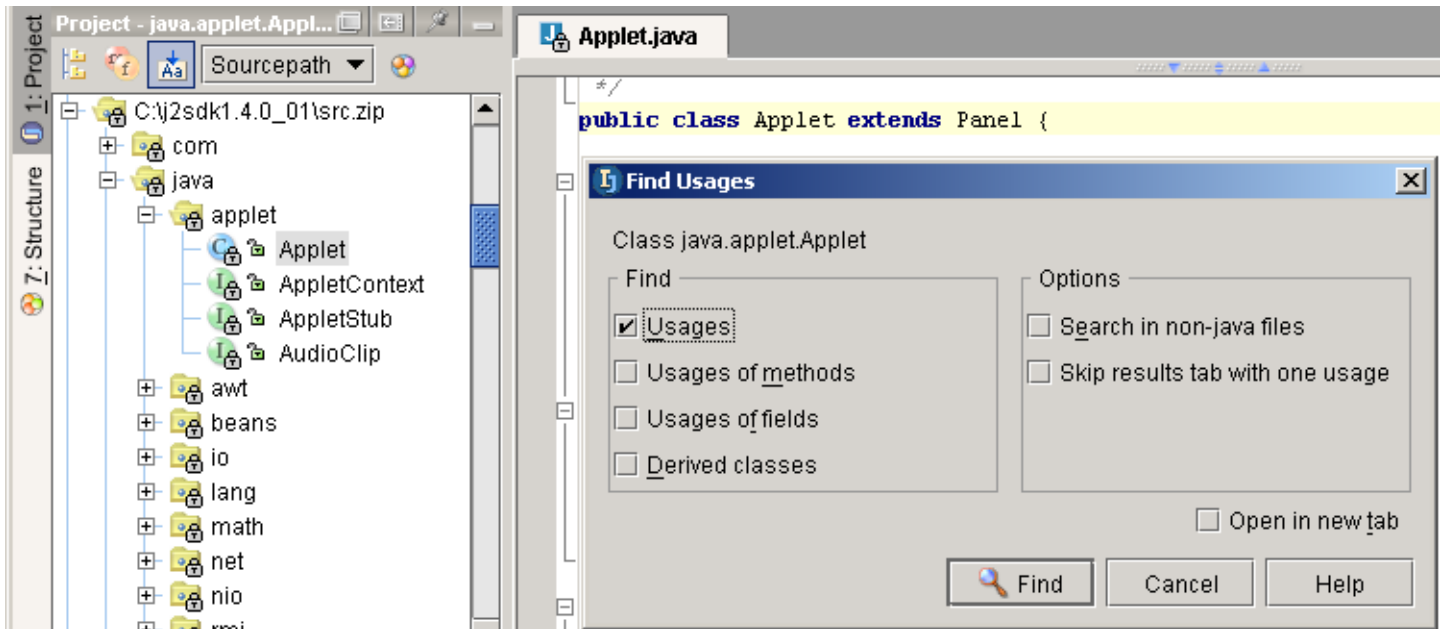 1: Project
7: Structure
Project - java.applet.Appl...
Sourcepath
C:\j2sdk1.4.0_01\src.zip
com
java
applet
Applet
AppletContext
AppletStub
AudioClip
awt
beans
io
lang
math
net
nio
rmi
Applet.java
*/
public class Applet extends Panel {
Find Usages
Class java.applet.Applet
Find
Usages
Usages of methods
Usages of fields
Derived classes
Options
Search in non-java files
Skip results tab with one usage
Open in new tab
Find
Cancel
Help